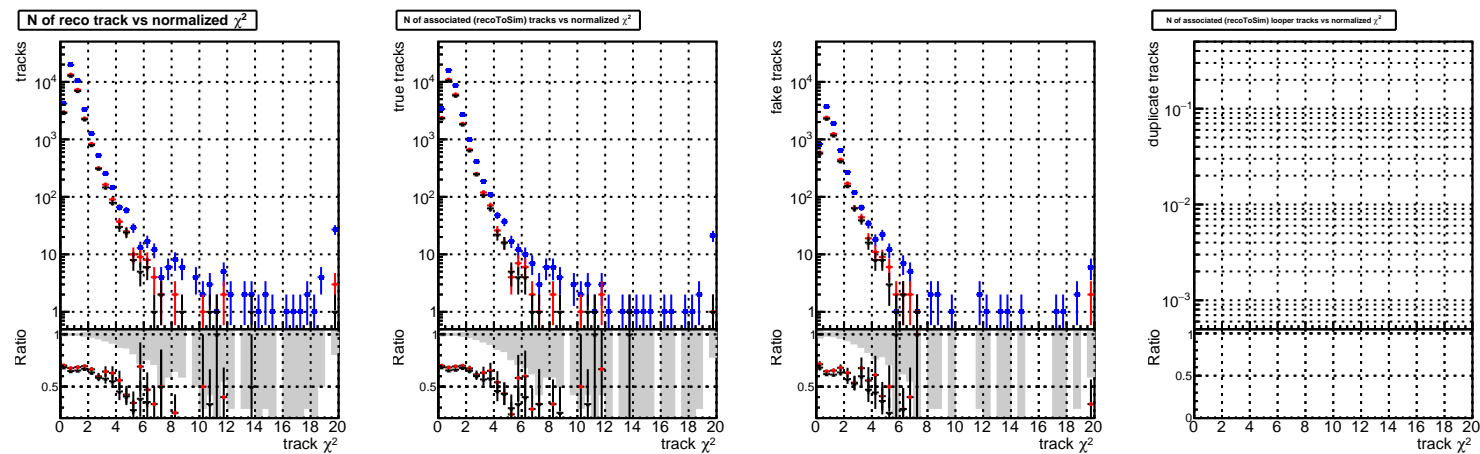 N of reco track vs normalized χ²
tracks
10⁴
10³
10²
10
1
Ratio
1
0.5
0 2 4 6 8 10 12 14 16 18 20
track χ²
N of associated (recoToSim) tracks vs normalized χ²
true tracks
10⁴
10³
10²
10
1
Ratio
1
0.5
0 2 4 6 8 10 12 14 16 18 20
track χ²
fake tracks
10⁴
10³
10²
10
1
Ratio
1
0.5
0 2 4 6 8 10 12 14 16 18 20
track χ²
N of associated (recoToSim) looper tracks vs normalized χ²
duplicate tracks
10⁻¹
10⁻²
10⁻³
Ratio
1
0.5
0
0 2 4 6 8 10 12 14 16 18 20
track χ²